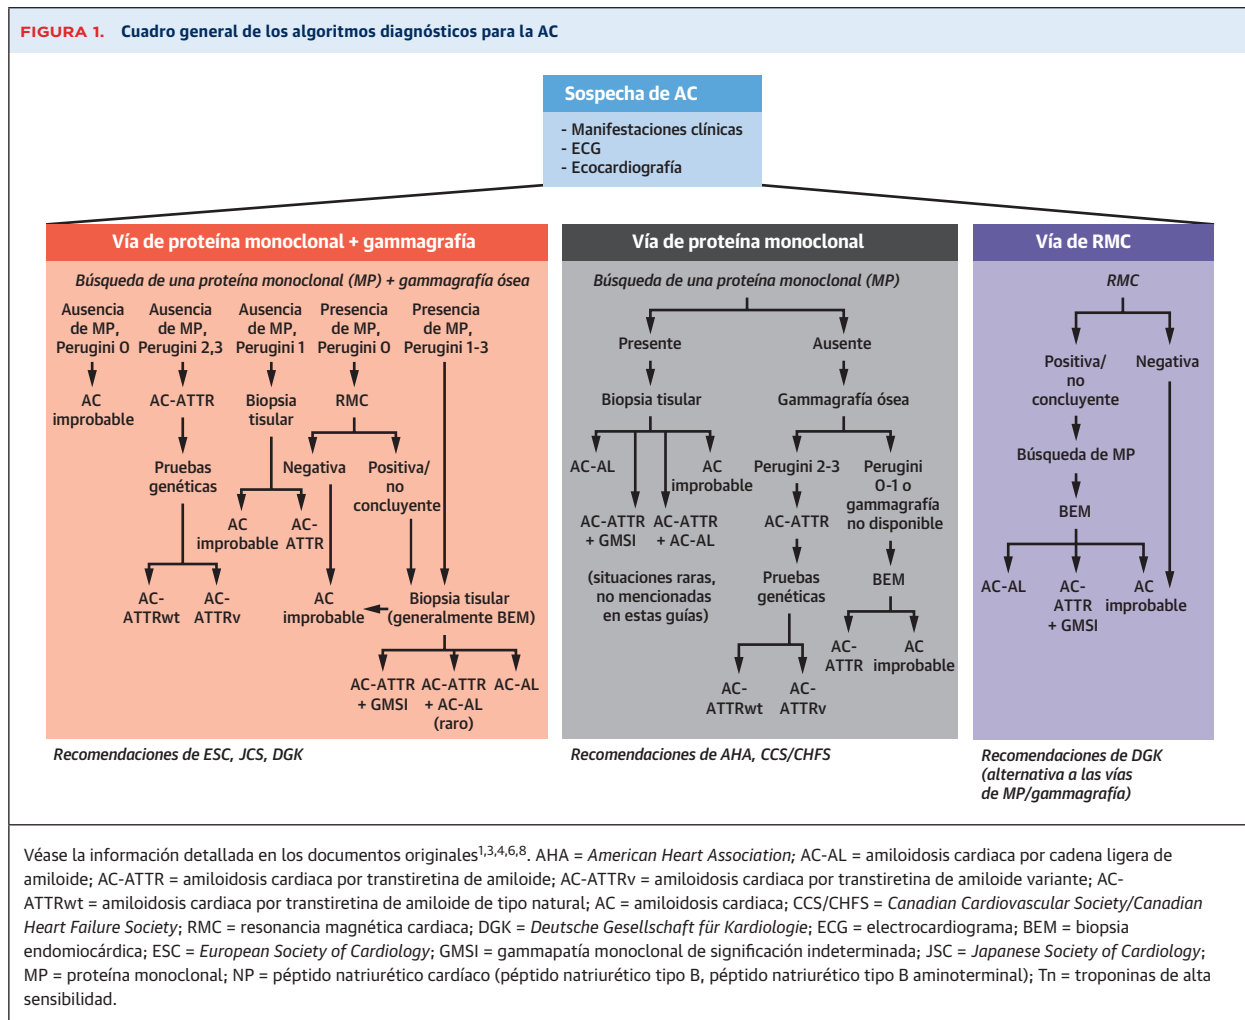 FIGURA 1. Cuadro general de los algoritmos diagnósticos para la AC
Sospecha de AC
- Manifestaciones clínicas
- ECG
- Ecocardiografía
Vía de proteína monoclonal + gammagrafía
Búsqueda de una proteína monoclonal (MP) + gammagrafía ósea
Ausencia
de MP,
Perugini 0
Ausencia
de MP,
Perugini 2,3
Ausencia
de MP,
Perugini 1
Presencia
de MP,
Perugini 0
Presencia
de MP,
Perugini 1-3
AC
improbable
AC-ATTR
Biopsia
tisular
RMC
Pruebas
genéticas
Negativa
Positiva/
no
concluyente
AC
improbable
AC-
ATTR
AC-
ATTRwt
AC-
ATTRv
AC
improbable
Biopsia tisular
(generalmente BEM)
AC-ATTR
+ GMSI
AC-ATTR
+ AC-AL
(raro)
AC-AL
Recomendaciones de ESC, JCS, DGK
Vía de proteína monoclonal
Búsqueda de una proteína monoclonal (MP)
Presente
Ausente
Biopsia tisular
Gammagrafía ósea
AC-AL
AC
improbable
Perugini 2-3
Perugini
0-1 o
gammagrafía
no disponible
AC-ATTR
+ GMSI
AC-ATTR
+ AC-AL
AC-ATTR
(situaciones raras,
no mencionadas
en estas guías)
Pruebas
genéticas
BEM
AC-
ATTR
AC
improbable
AC-
ATTRwt
AC-
ATTRv
Recomendaciones de AHA, CCS/CHFS
Vía de RMC
RMC
Positiva/
no
concluyente
Negativa
Búsqueda de MP
BEM
AC-AL
AC-
ATTR
+ GMSI
AC
improbable
Recomendaciones de DGK
(alternativa a las vías
de MP/gammagrafía)
Véase la información detallada en los documentos originales1,3,4,6,8. AHA = American Heart Association; AC-AL = amiloidosis cardiaca por cadena ligera de
amiloide; AC-ATTR = amiloidosis cardiaca por transtiretina de amiloide; AC-ATTRv = amiloidosis cardiaca por transtiretina de amiloide variante; AC-
ATTRwt = amiloidosis cardiaca por transtiretina de amiloide de tipo natural; AC = amiloidosis cardiaca; CCS/CHFS = Canadian Cardiovascular Society/Canadian
Heart Failure Society; RMC = resonancia magnética cardiaca; DGK = Deutsche Gesellschaft für Kardiologie; ECG = electrocardiograma; BEM = biopsia
endomiocárdica; ESC = European Society of Cardiology; GMSI = gammapatía monoclonal de significación indeterminada; JSC = Japanese Society of Cardiology;
MP = proteína monoclonal; NP = péptido natriurético cardíaco (péptido natriurético tipo B, péptido natriurético tipo B aminoterminal); Tn = troponinas de alta
sensibilidad.